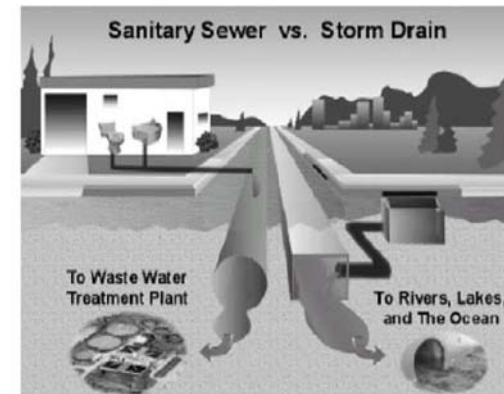 Sanitary Sewer vs. Storm Drain
To Waste Water
Treatment Plant
To Rivers, Lakes,
and The Ocean